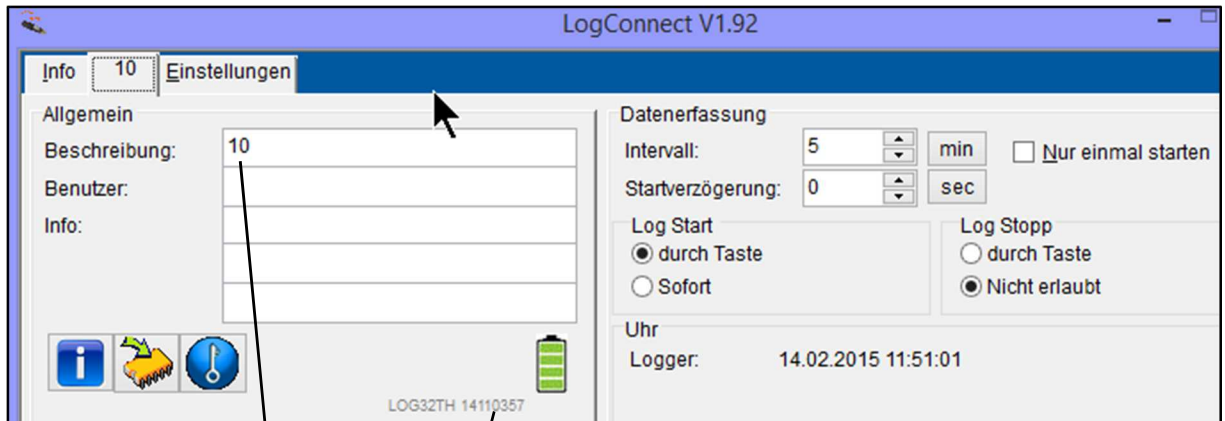 LogConnect V1.92
Info 10 Einstellungen
Allgemein
Beschreibung: 10
Benutzer:
Info:
LOG32TH 14110357
Datenerfassung
Intervall: 5 min Nur einmal starten
Startverzögerung: 0 sec
Log Start
durch Taste
Sofort
Log Stopp
durch Taste
Nicht erlaubt
Uhr
Logger: 14.02.2015 11:51:01